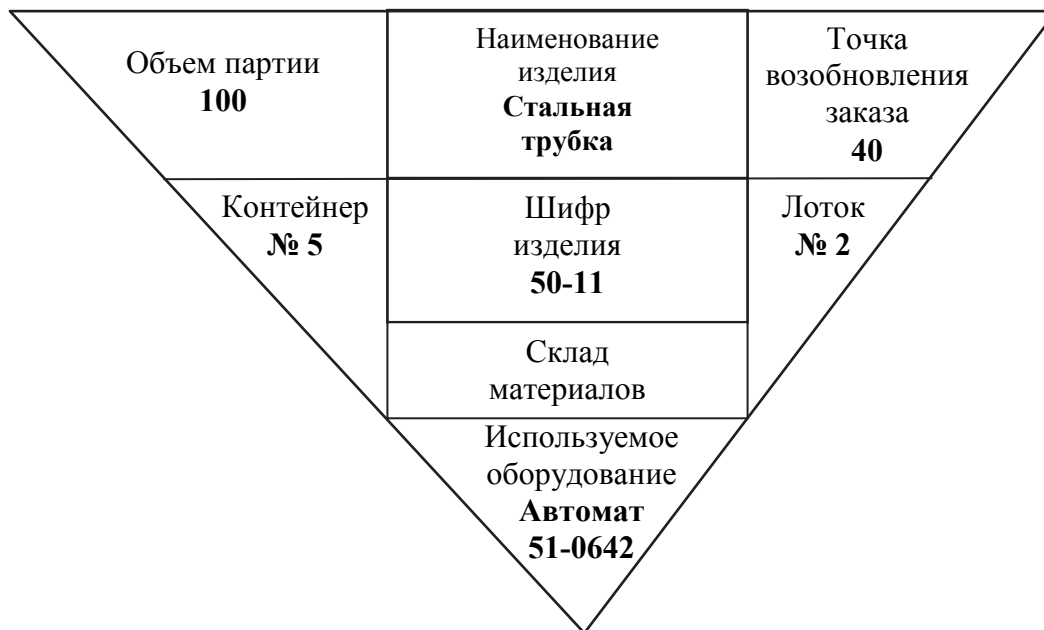 Объем партии
100
Наименование
изделия
Стальная
трубка
Точка
возобновления
заказа
40
Контейнер
№ 5
Шифр
изделия
50-11
Лоток
№ 2
Склад
материалов
Используемое
оборудование
Автомат
51-0642